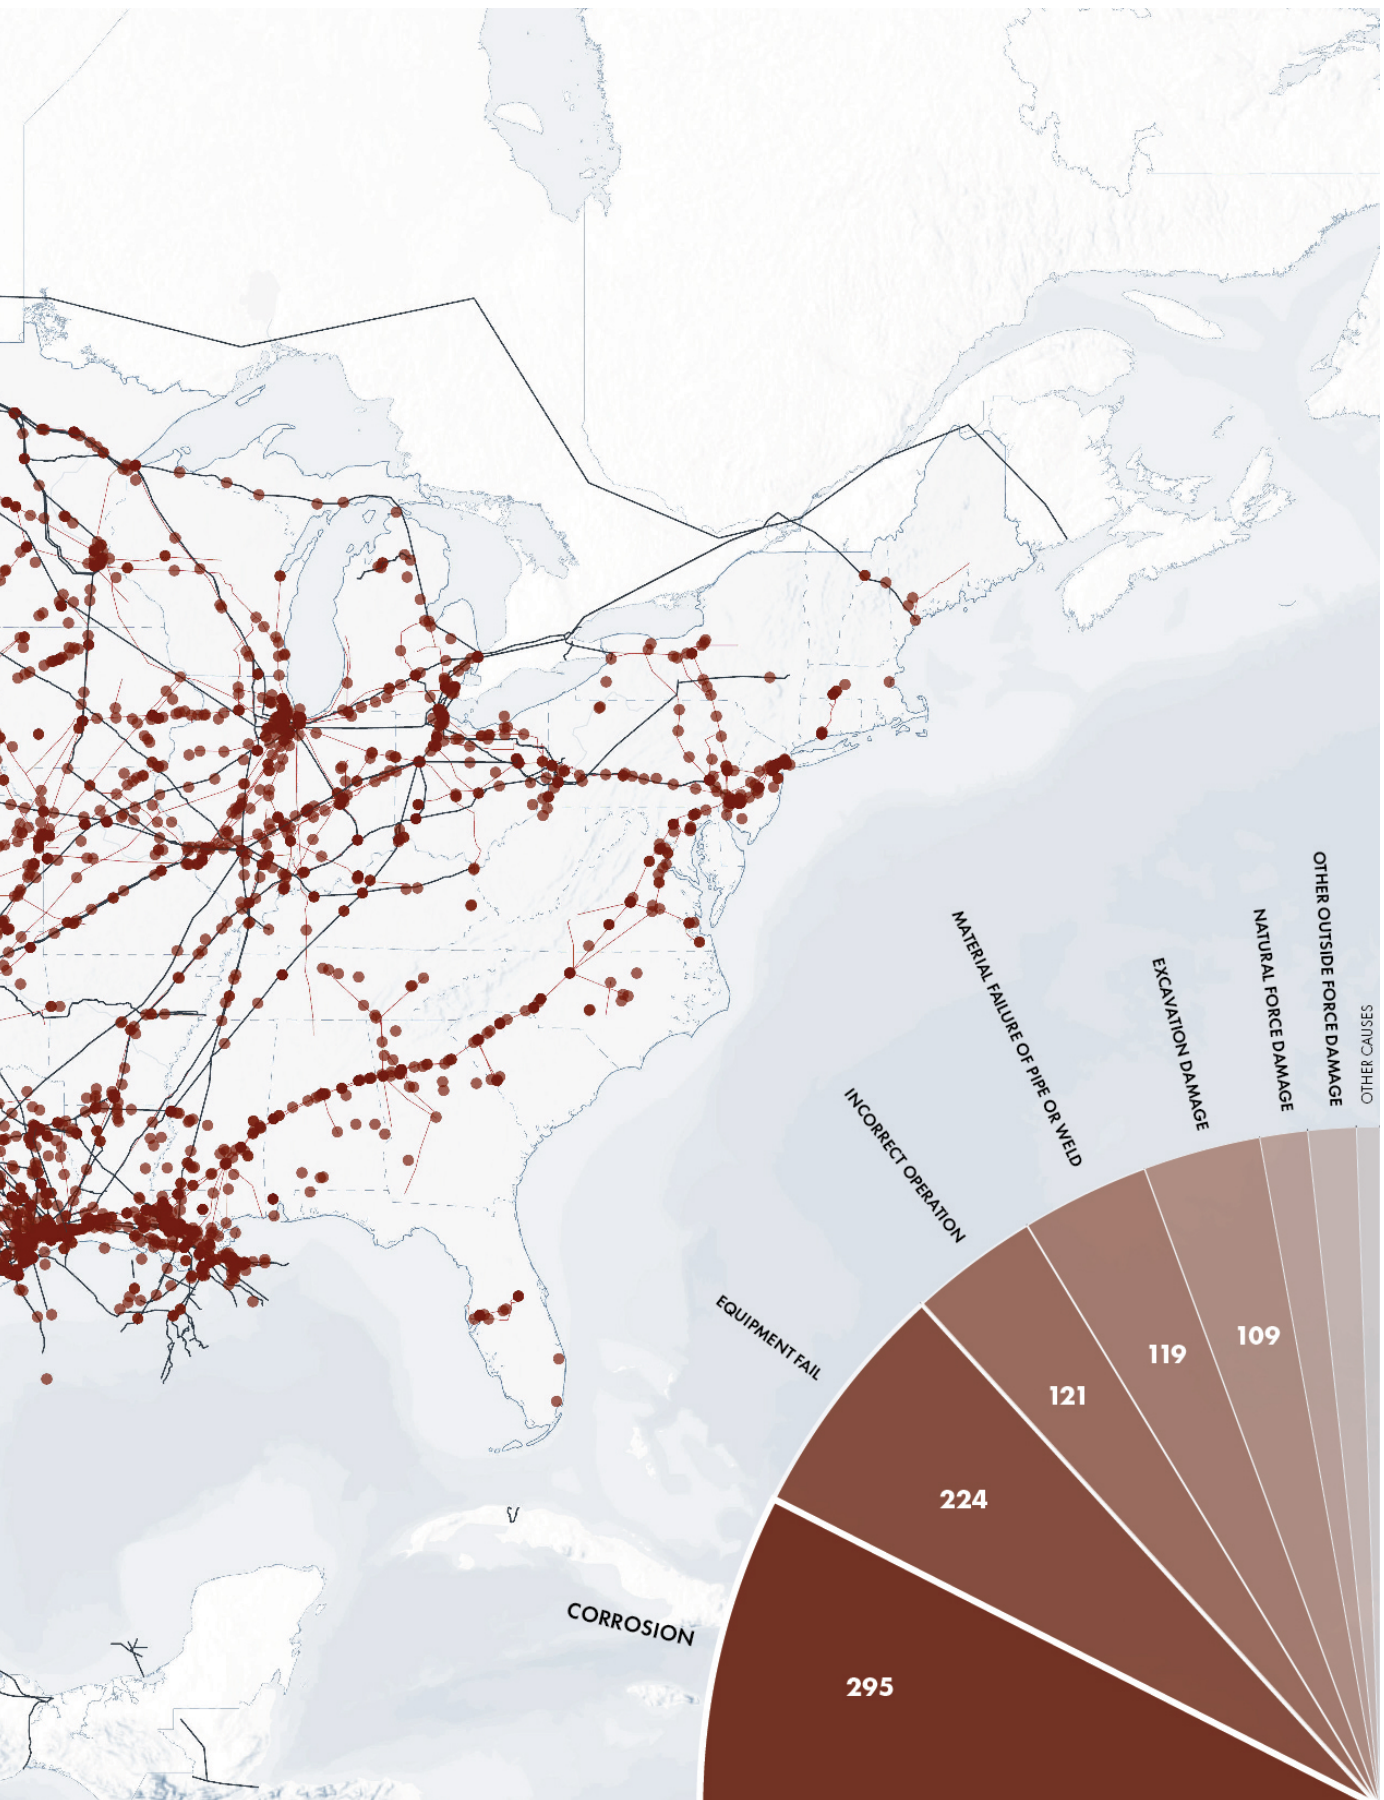 OTHER OUTSIDE FORCE DAMAGE
NATURAL FORCE DAMAGE
MATERIAL FAILURE OF PIPE OR WELD
EXCAVATION DAMAGE
OTHER CAUSES
INCORRECT OPERATION
EQUIPMENT FAIL
109
119
121
224
CORROSION
295